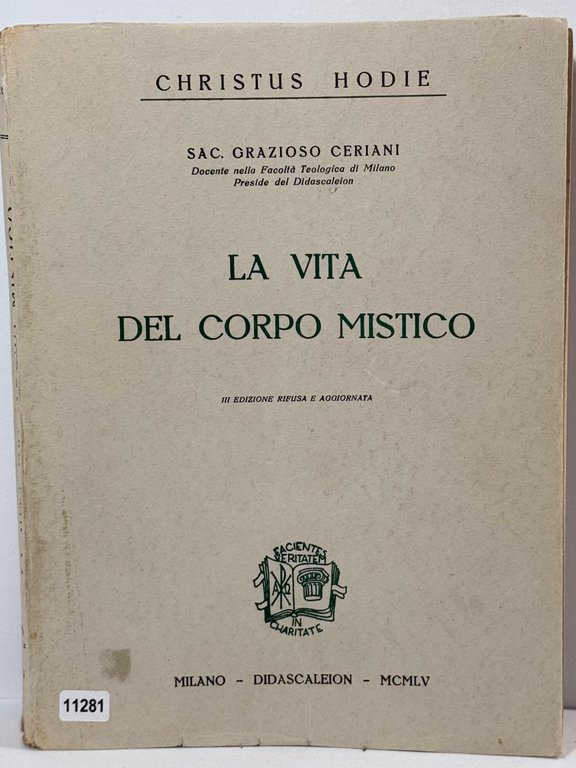 CHRISTUS HODIE
SAC. GRAZIOSO CERIANI
Docente nella Facoltà Teologica di Milano
Preside del Didascaleion
LA VITA
DEL CORPO MISTICO
III EDIZIONE RIFUSA E AGGIORNATA
FACIENTES
VERITATEM
Α Ω
IN
CHARITATE
MILANO – DIDASCALEION – MCMLV
11281